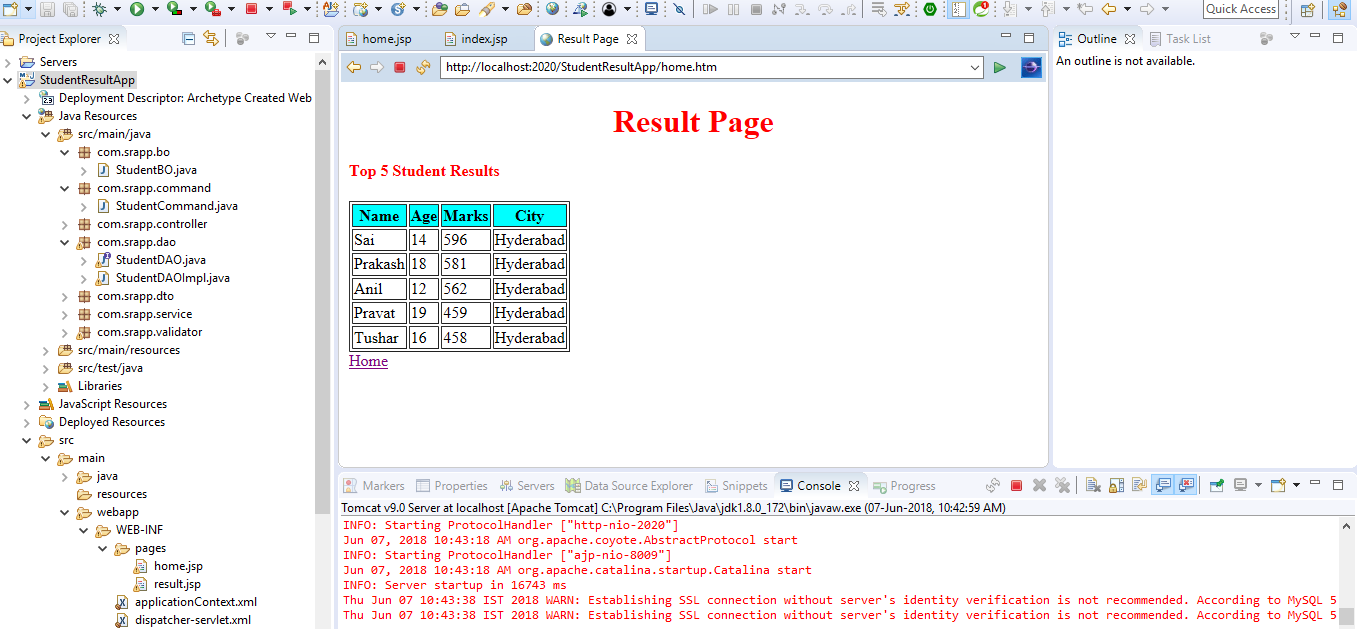 Quick Access
Project Explorer
Servers
StudentResultApp
Deployment Descriptor: Archetype Created Web
Java Resources
src/main/java
com.srapp.bo
StudentBO.java
com.srapp.command
StudentCommand.java
com.srapp.controller
com.srapp.dao
StudentDAO.java
StudentDAOImpl.java
com.srapp.dto
com.srapp.service
com.srapp.validator
src/main/resources
src/test/java
Libraries
JavaScript Resources
Deployed Resources
src
main
java
resources
webapp
WEB-INF
pages
home.jsp
result.jsp
applicationContext.xml
dispatcher-servlet.xml
home.jsp index.jsp Result Page
http://localhost:2020/StudentResultApp/home.htm
Result Page
Top 5 Student Results
Name Age Marks City
Sai 14 596 Hyderabad
Prakash 18 581 Hyderabad
Anil 12 562 Hyderabad
Pravat 19 459 Hyderabad
Tushar 16 458 Hyderabad
Home
Outline Task List
An outline is not available.
Markers Properties Servers Data Source Explorer Snippets Console Progress
Tomcat v9.0 Server at localhost [Apache Tomcat] C:\Program Files\Java\jdk1.8.0_172\bin\javaw.exe (07-Jun-2018, 10:42:59 AM)
INFO: Starting ProtocolHandler ["http-nio-2020"]
Jun 07, 2018 10:43:18 AM org.apache.coyote.AbstractProtocol start
INFO: Starting ProtocolHandler ["ajp-nio-8009"]
Jun 07, 2018 10:43:18 AM org.apache.catalina.startup.Catalina start
INFO: Server startup in 16743 ms
Thu Jun 07 10:43:38 IST 2018 WARN: Establishing SSL connection without server's identity verification is not recommended. According to MySQL 5
Thu Jun 07 10:43:38 IST 2018 WARN: Establishing SSL connection without server's identity verification is not recommended. According to MySQL 5